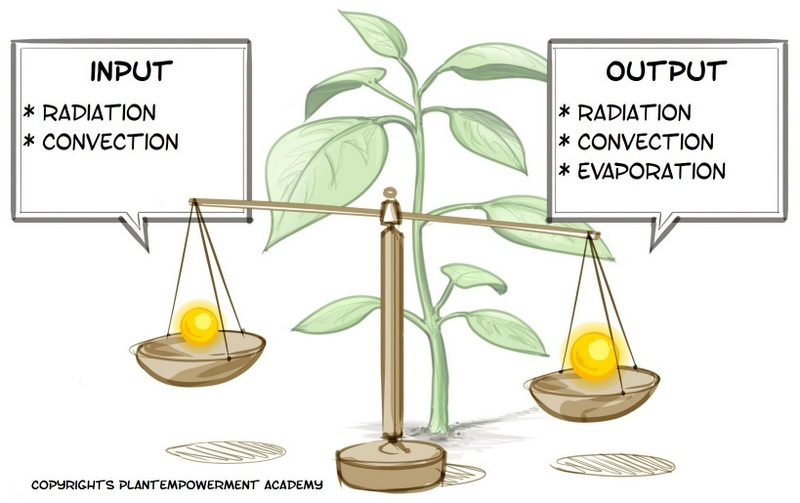 INPUT
* RADIATION
* CONVECTION
OUTPUT
* RADIATION
* CONVECTION
* EVAPORATION
COPYRIGHTS PLANTEMPOWERMENT ACADEMY